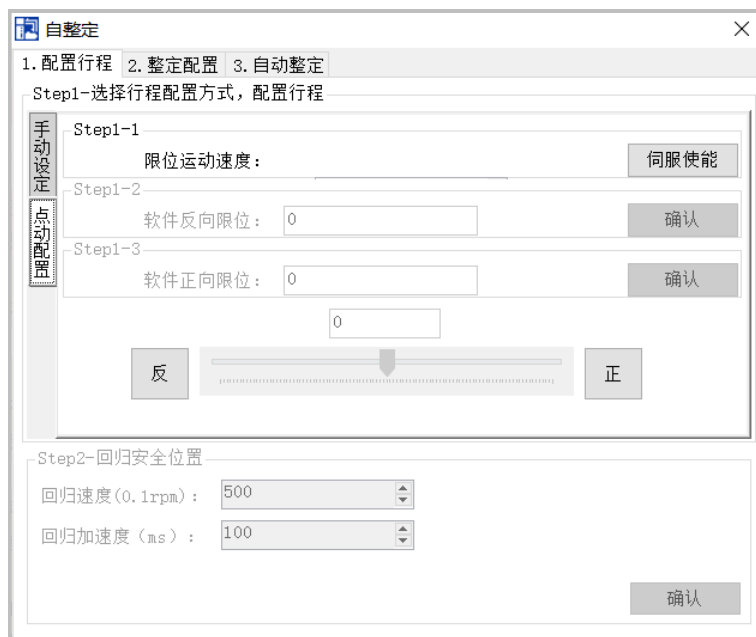 自整定
1.配置行程 2.整定配置 3.自动整定
Step1-选择行程配置方式，配置行程
手动设定
点动配置
Step1-1
限位运动速度： 伺服使能
Step1-2
软件反向限位： 0 确认
Step1-3
软件正向限位： 0 确认
0
反 正
Step2-回归安全位置
回归速度(0.1rpm)： 500
回归加速度（ms）： 100
确认